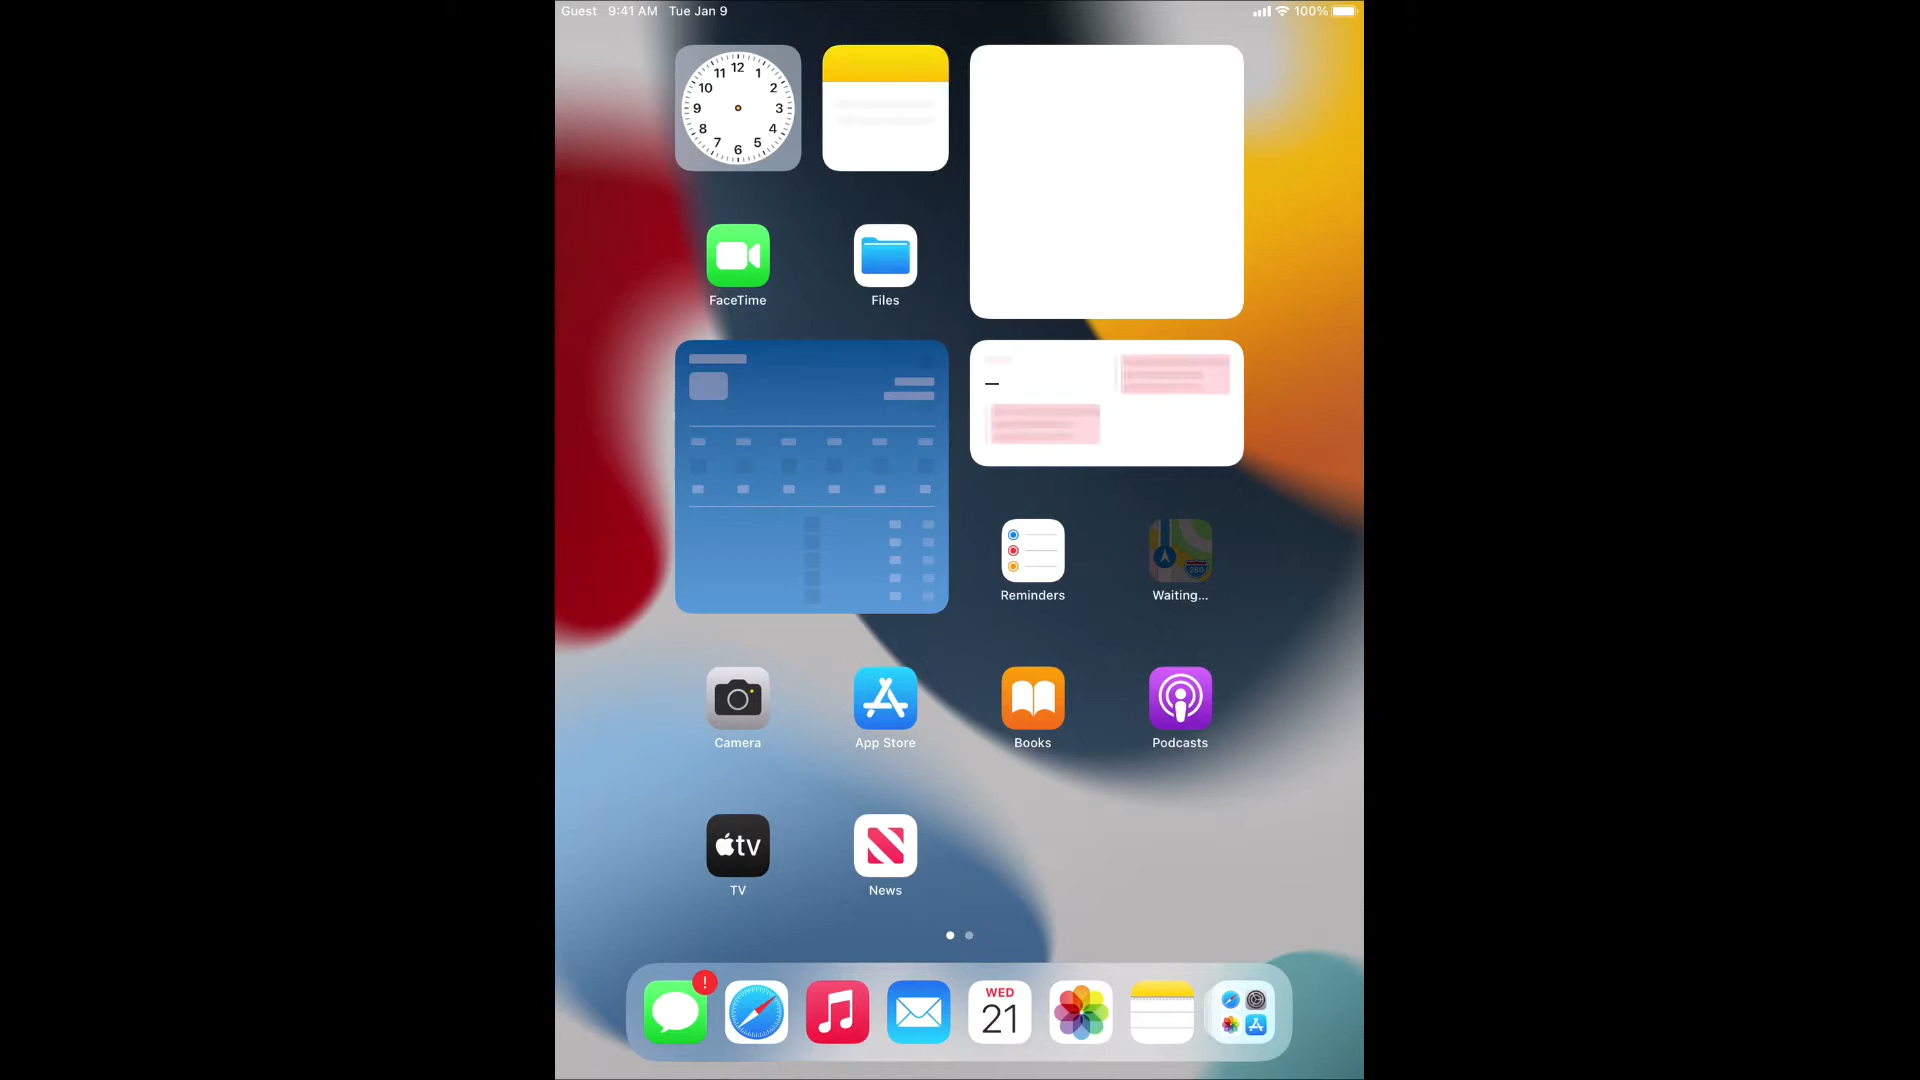 Guest 9:41 AM Tue Jan 9 100%
12
11 1
10 2
9 3
8 4
7 5
6
FaceTime Files
Reminders Waiting...
280
Camera App Store Books Podcasts
tv
TV News
!
WED
21